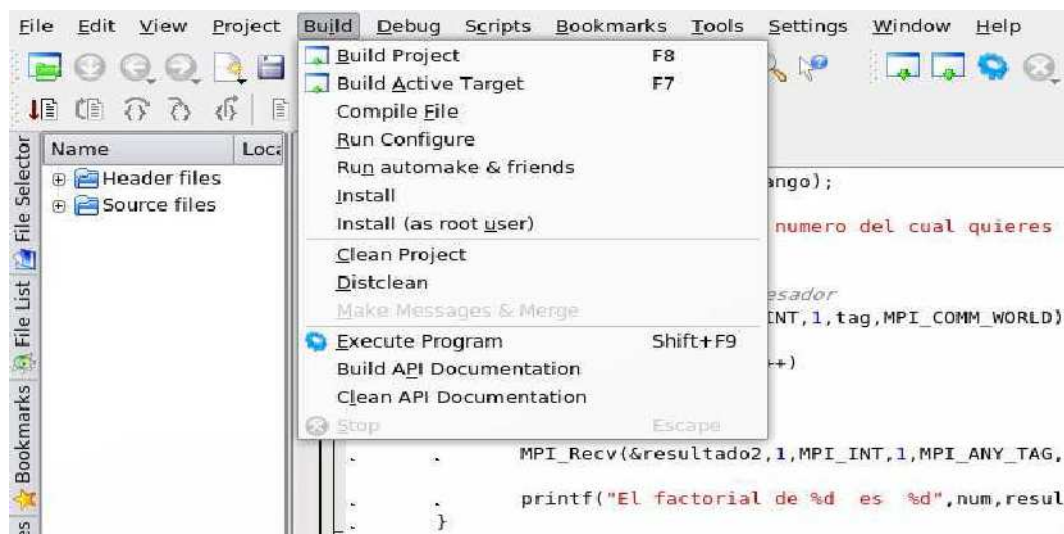 File Edit View Project Build Debug Scripts Bookmarks Tools Settings Window Help
Build Project F8
Build Active Target F7
Compile File
Run Configure
Run automake & friends
Install
Install (as root user)
Clean Project
Distclean
Make Messages & Merge
Execute Program Shift+F9
Build API Documentation
Clean API Documentation
Stop Escape
File Selector
File List
Bookmarks
Name
Header files
Source files
ango);
numero del cual quieres
esador
INT,1,tag,MPI_COMM_WORLD)
++)
MPI_Recv(&resultado2,1,MPI_INT,1,MPI_ANY_TAG,
printf("El factorial de %d es %d",num,resul
}